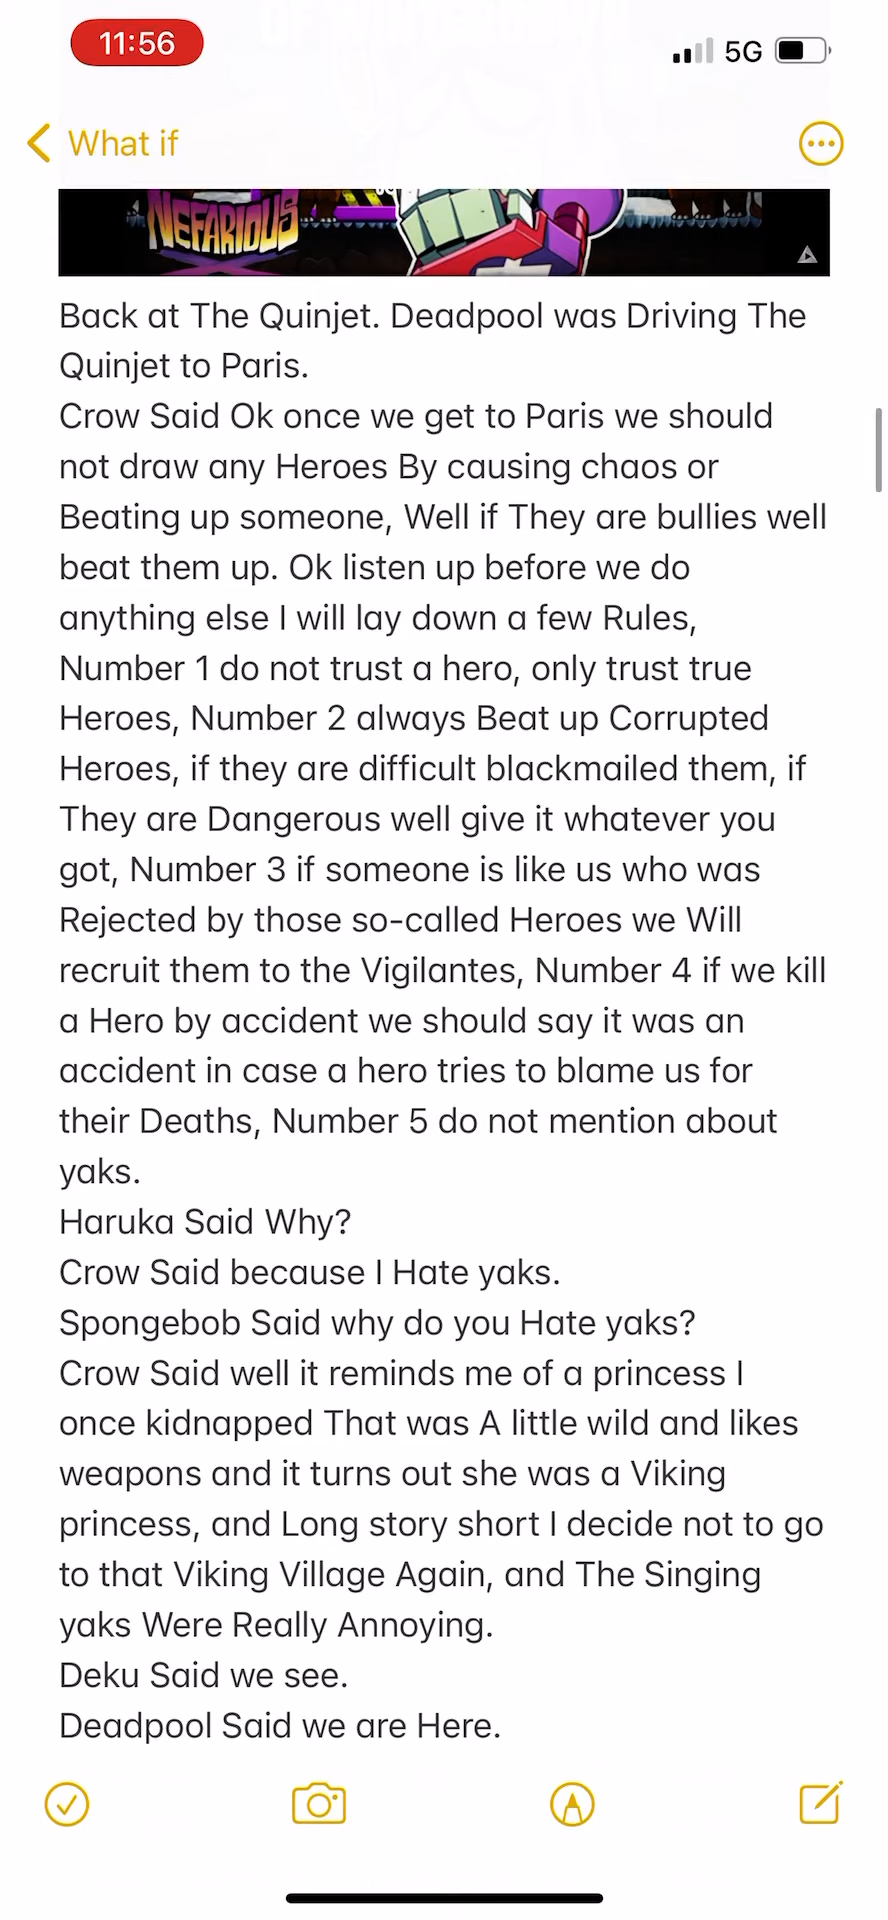 11:56
5G
What if
NEFARIOUS
Back at The Quinjet. Deadpool was Driving The
Quinjet to Paris.
Crow Said Ok once we get to Paris we should
not draw any Heroes By causing chaos or
Beating up someone, Well if They are bullies well
beat them up. Ok listen up before we do
anything else I will lay down a few Rules,
Number 1 do not trust a hero, only trust true
Heroes, Number 2 always Beat up Corrupted
Heroes, if they are difficult blackmailed them, if
They are Dangerous well give it whatever you
got, Number 3 if someone is like us who was
Rejected by those so-called Heroes we Will
recruit them to the Vigilantes, Number 4 if we kill
a Hero by accident we should say it was an
accident in case a hero tries to blame us for
their Deaths, Number 5 do not mention about
yaks.
Haruka Said Why?
Crow Said because I Hate yaks.
Spongebob Said why do you Hate yaks?
Crow Said well it reminds me of a princess I
once kidnapped That was A little wild and likes
weapons and it turns out she was a Viking
princess, and Long story short I decide not to go
to that Viking Village Again, and The Singing
yaks Were Really Annoying.
Deku Said we see.
Deadpool Said we are Here.